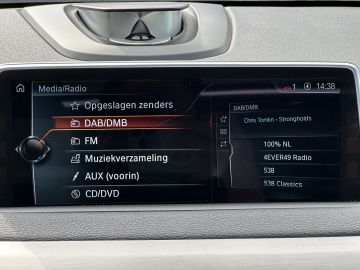 Media/Radio
1
14:38
Opgeslagen zenders
DAB/DMB
FM
Muziekverzameling
AUX (voorin)
CD/DVD
DAB/DMB
Chris Tomlin - Strongholds
100% NL
4EVER49 Radio
538
538 Classics